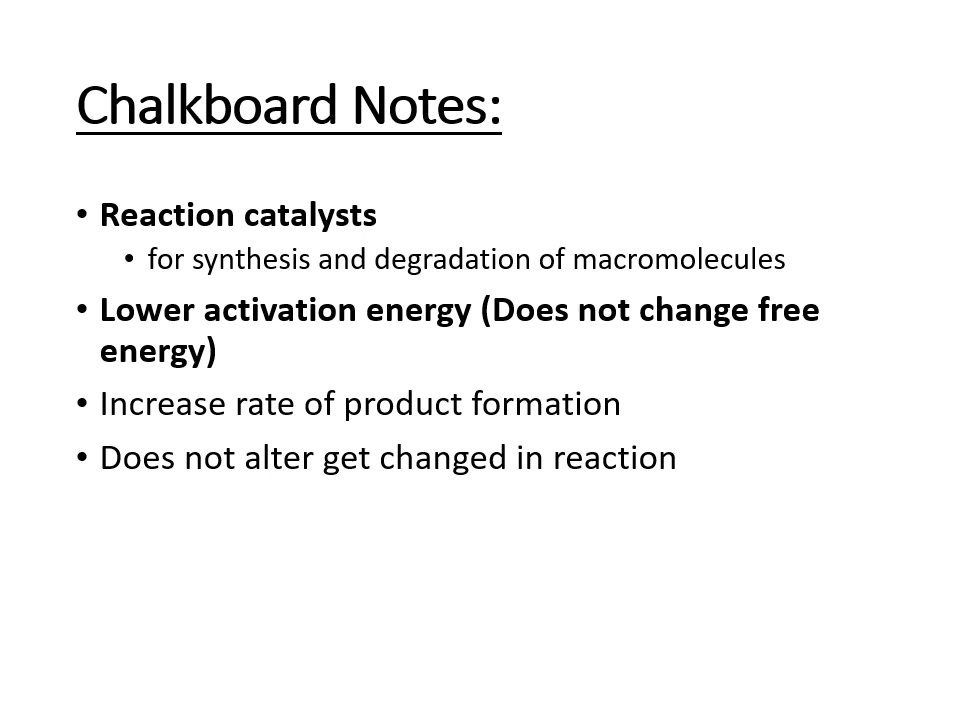 Chalkboard Notes:
• Reaction catalysts
• for synthesis and degradation of macromolecules
• Lower activation energy (Does not change free
energy)
• Increase rate of product formation
• Does not alter get changed in reaction